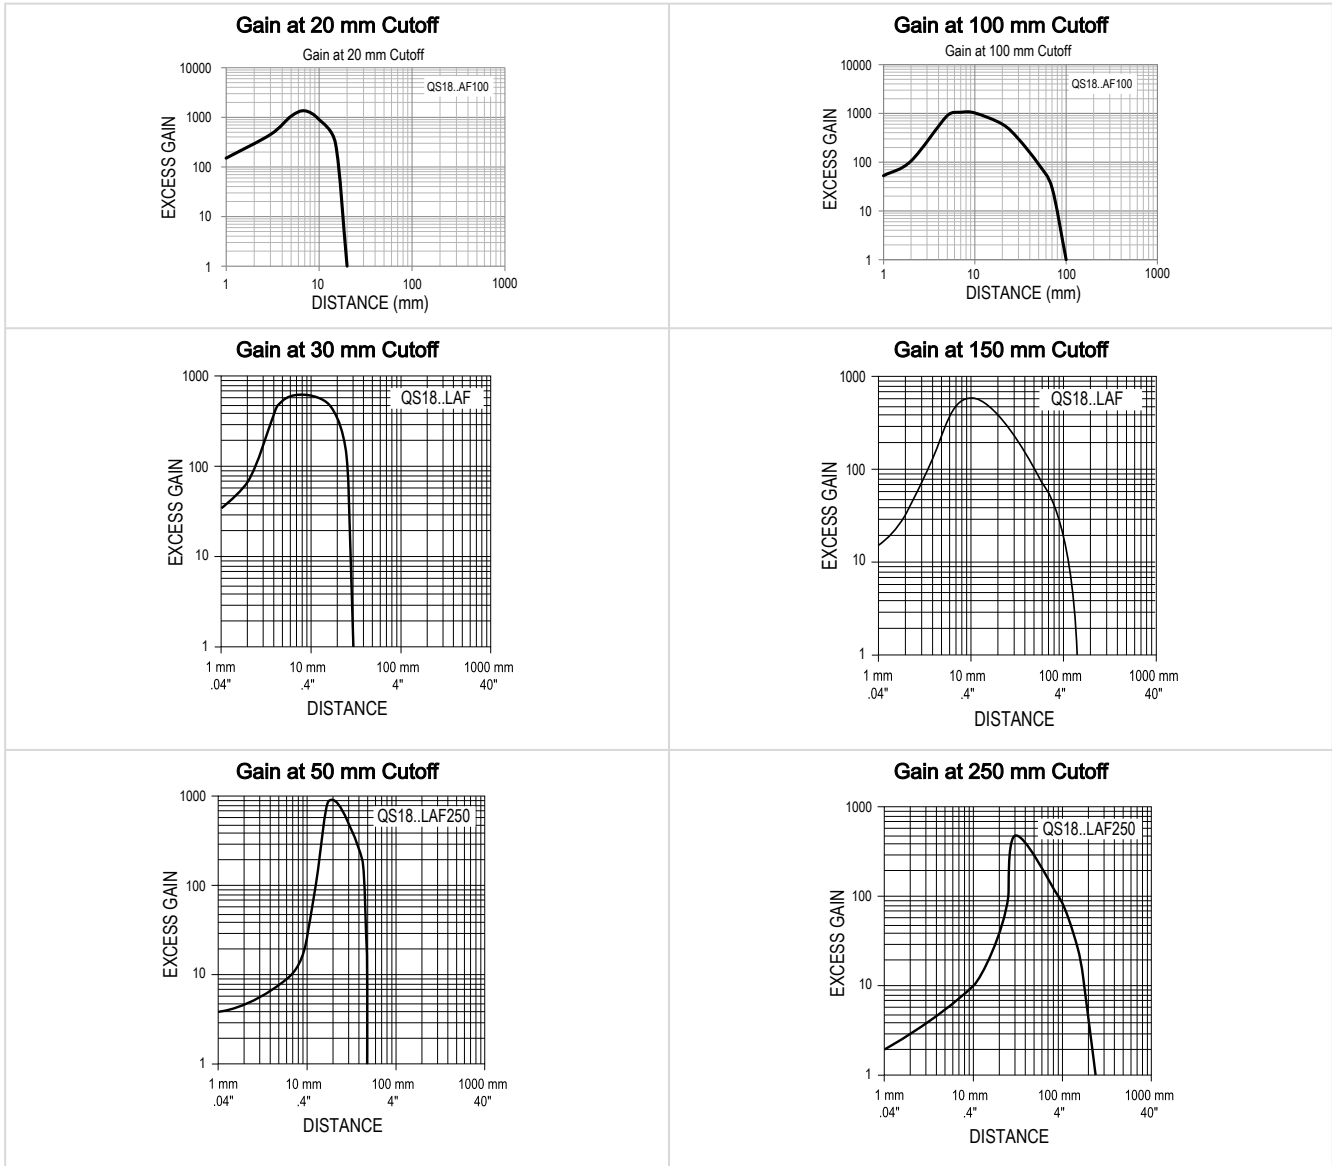 Gain at 20 mm Cutoff
Gain at 20 mm Cutoff
QS18..AF100
10000
1000
100
10
1
EXCESS GAIN
1 10 100 1000
DISTANCE (mm)
Gain at 100 mm Cutoff
Gain at 100 mm Cutoff
QS18..AF100
10000
1000
100
10
1
EXCESS GAIN
1 10 100 1000
DISTANCE (mm)
Gain at 30 mm Cutoff
QS18..LAF
1000
100
10
1
EXCESS GAIN
1 mm 10 mm 100 mm 1000 mm
.04" .4" 4" 40"
DISTANCE
Gain at 150 mm Cutoff
QS18..LAF
1000
100
10
1
EXCESS GAIN
1 mm 10 mm 100 mm 1000 mm
.04" .4" 4" 40"
DISTANCE
Gain at 50 mm Cutoff
QS18..LAF250
1000
100
10
1
EXCESS GAIN
1 mm 10 mm 100 mm 1000 mm
.04" .4" 4" 40"
DISTANCE
Gain at 250 mm Cutoff
QS18..LAF250
1000
100
10
1
EXCESS GAIN
1 mm 10 mm 100 mm 1000 mm
.04" .4" 4" 40"
DISTANCE